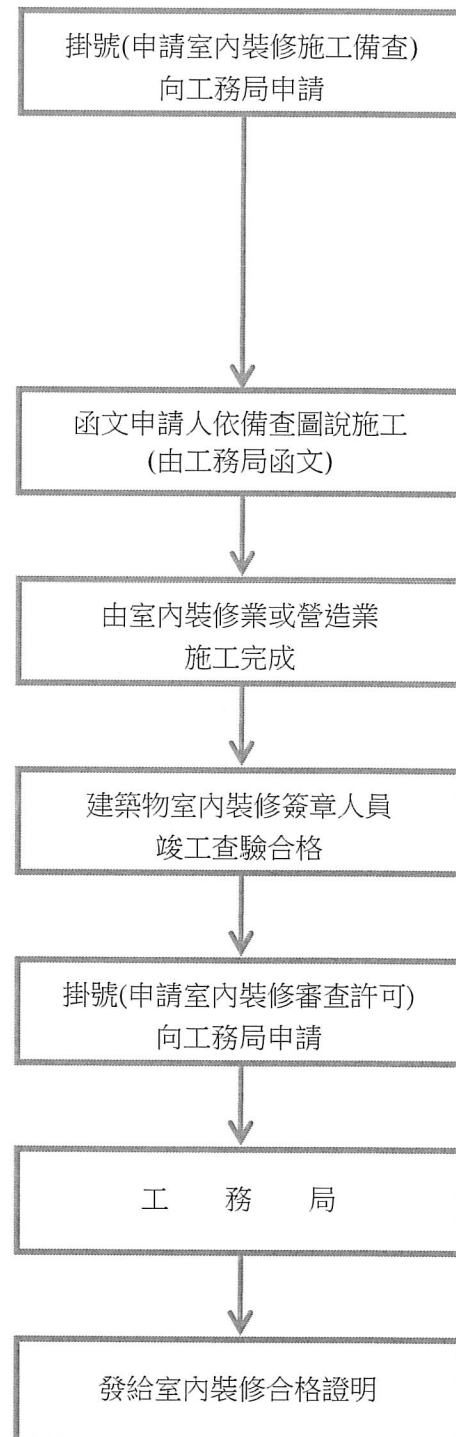 掛號(申請室內裝修施工備查)
向工務局申請
函文申請人依備查圖說施工
(由工務局函文)
由室內裝修業或營造業
施工完成
建築物室內裝修簽章人員
竣工查驗合格
掛號(申請室內裝修審查許可)
向工務局申請
工 務 局
發給室內裝修合格證明